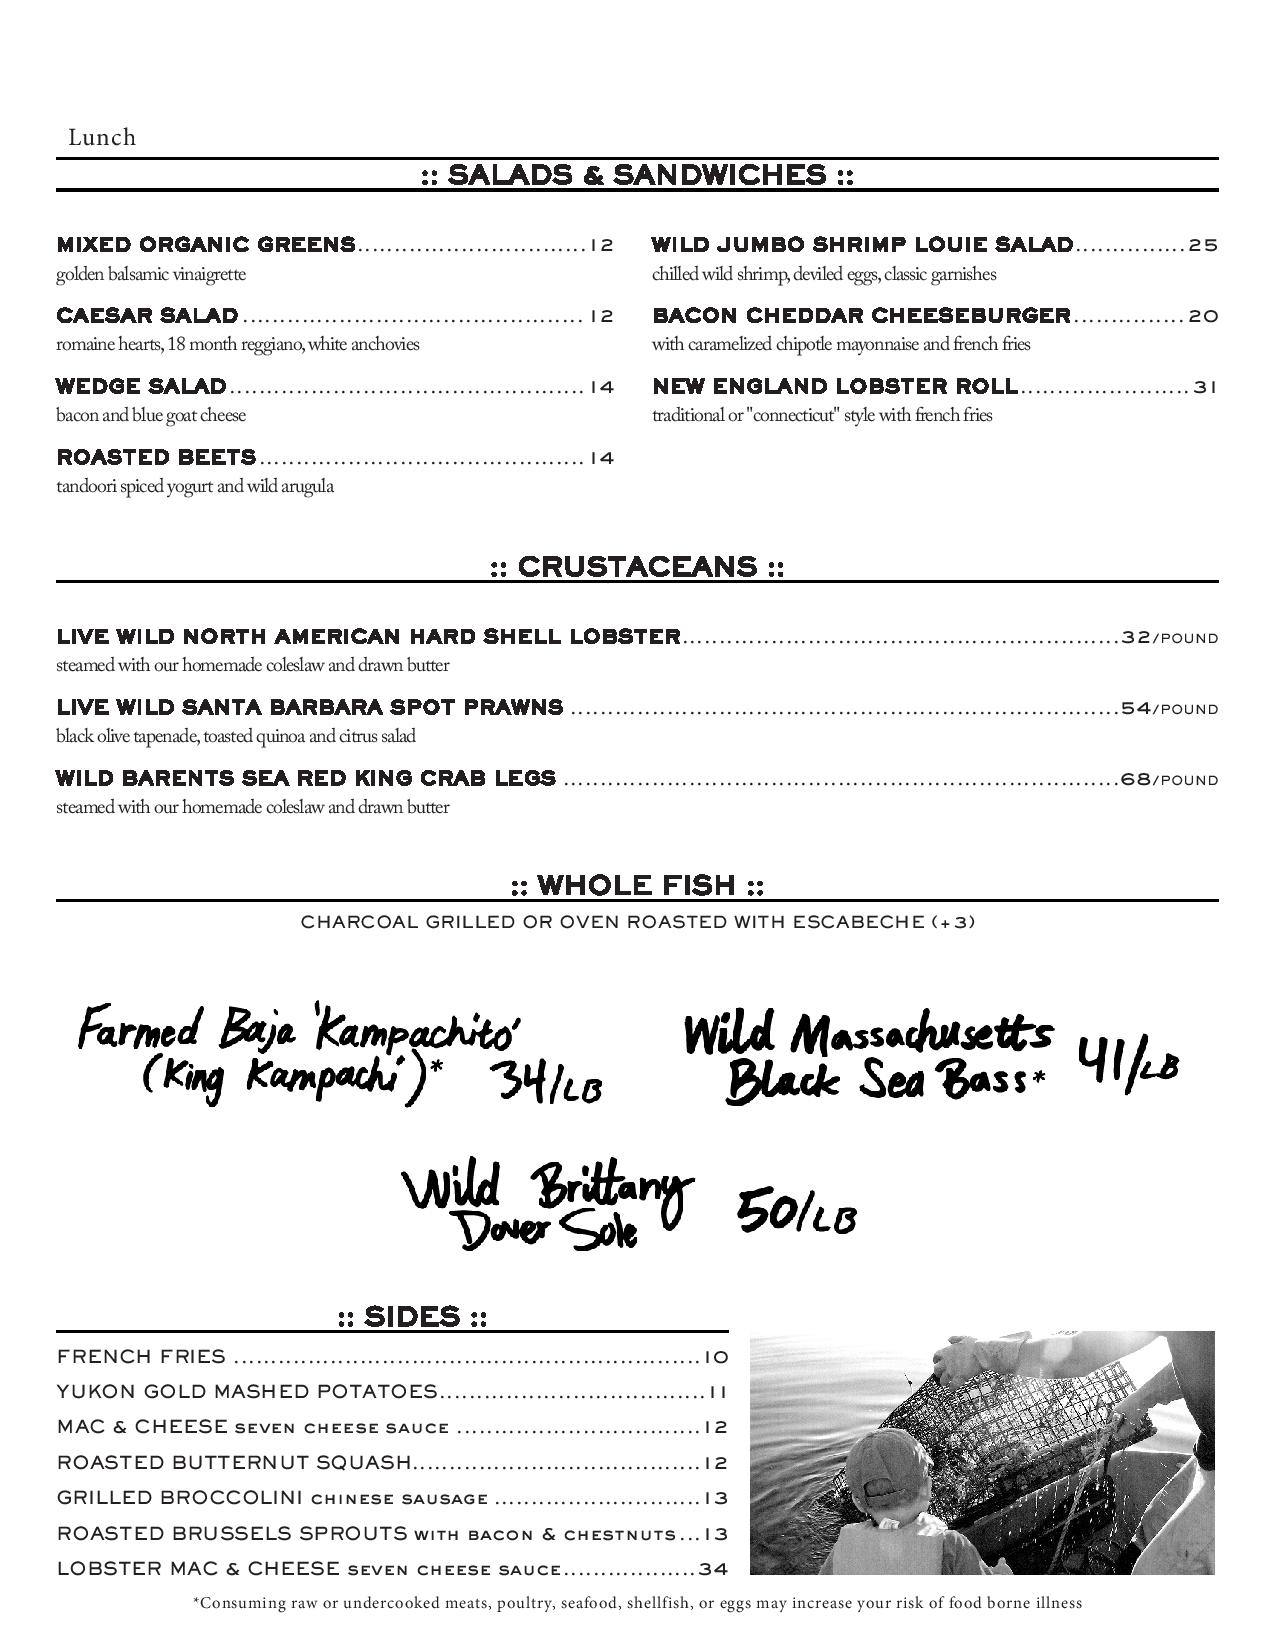 Lunch
:: SALADS & SANDWICHES ::
MIXED ORGANIC GREENS...............................12
golden balsamic vinaigrette
CAESAR SALAD ..............................................12
romaine hearts, 18 month reggiano, white anchovies
WEDGE SALAD................................................14
bacon and blue goat cheese
ROASTED BEETS............................................14
tandoori spiced yogurt and wild arugula
WILD JUMBO SHRIMP LOUIE SALAD...............25
chilled wild shrimp, deviled eggs, classic garnishes
BACON CHEDDAR CHEESEBURGER...............20
with caramelized chipotle mayonnaise and french fries
NEW ENGLAND LOBSTER ROLL.......................31
traditional or "connecticut" style with french fries
:: CRUSTACEANS ::
LIVE WILD NORTH AMERICAN HARD SHELL LOBSTER...........................................................32/POUND
steamed with our homemade coleslaw and drawn butter
LIVE WILD SANTA BARBARA SPOT PRAWNS ..........................................................................54/POUND
black olive tapenade, toasted quinoa and citrus salad
WILD BARENTS SEA RED KING CRAB LEGS ...........................................................................68/POUND
steamed with our homemade coleslaw and drawn butter
:: WHOLE FISH ::
CHARCOAL GRILLED OR OVEN ROASTED WITH ESCABECHE (+3)
Farmed Baja 'Kampachito'
(King Kampachi)* 34/LB
Wild Massachusetts
Black Sea Bass* 41/LB
Wild Brittany
Dover Sole 50/LB
:: SIDES ::
FRENCH FRIES ...............................................................10
YUKON GOLD MASHED POTATOES....................................11
MAC & CHEESE SEVEN CHEESE SAUCE .................................12
ROASTED BUTTERNUT SQUASH.......................................12
GRILLED BROCCOLINI CHINESE SAUSAGE ............................13
ROASTED BRUSSELS SPROUTS WITH BACON & CHESTNUTS...13
LOBSTER MAC & CHEESE SEVEN CHEESE SAUCE..................34
*Consuming raw or undercooked meats, poultry, seafood, shellfish, or eggs may increase your risk of food borne illness